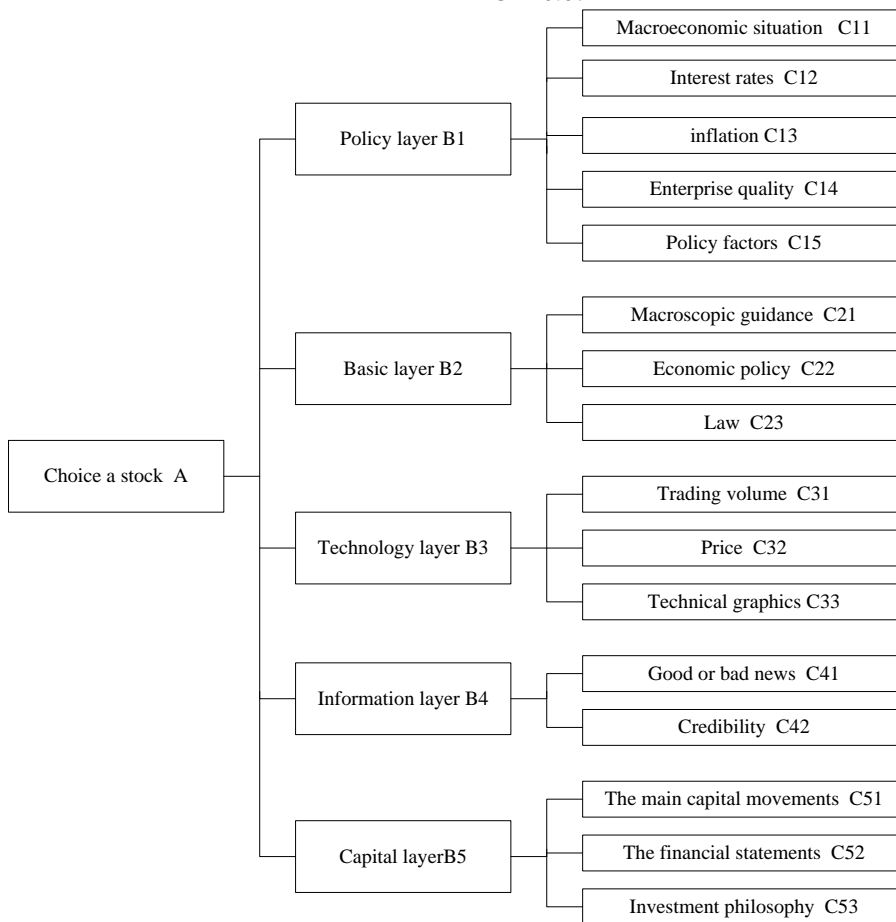 Macroeconomic situation C11
Interest rates C12
Policy layer B1
inflation C13
Enterprise quality C14
Policy factors C15
Macroscopic guidance C21
Basic layer B2
Economic policy C22
Law C23
Choice a stock A
Trading volume C31
Technology layer B3
Price C32
Technical graphics C33
Good or bad news C41
Information layer B4
Credibility C42
The main capital movements C51
Capital layerB5
The financial statements C52
Investment philosophy C53